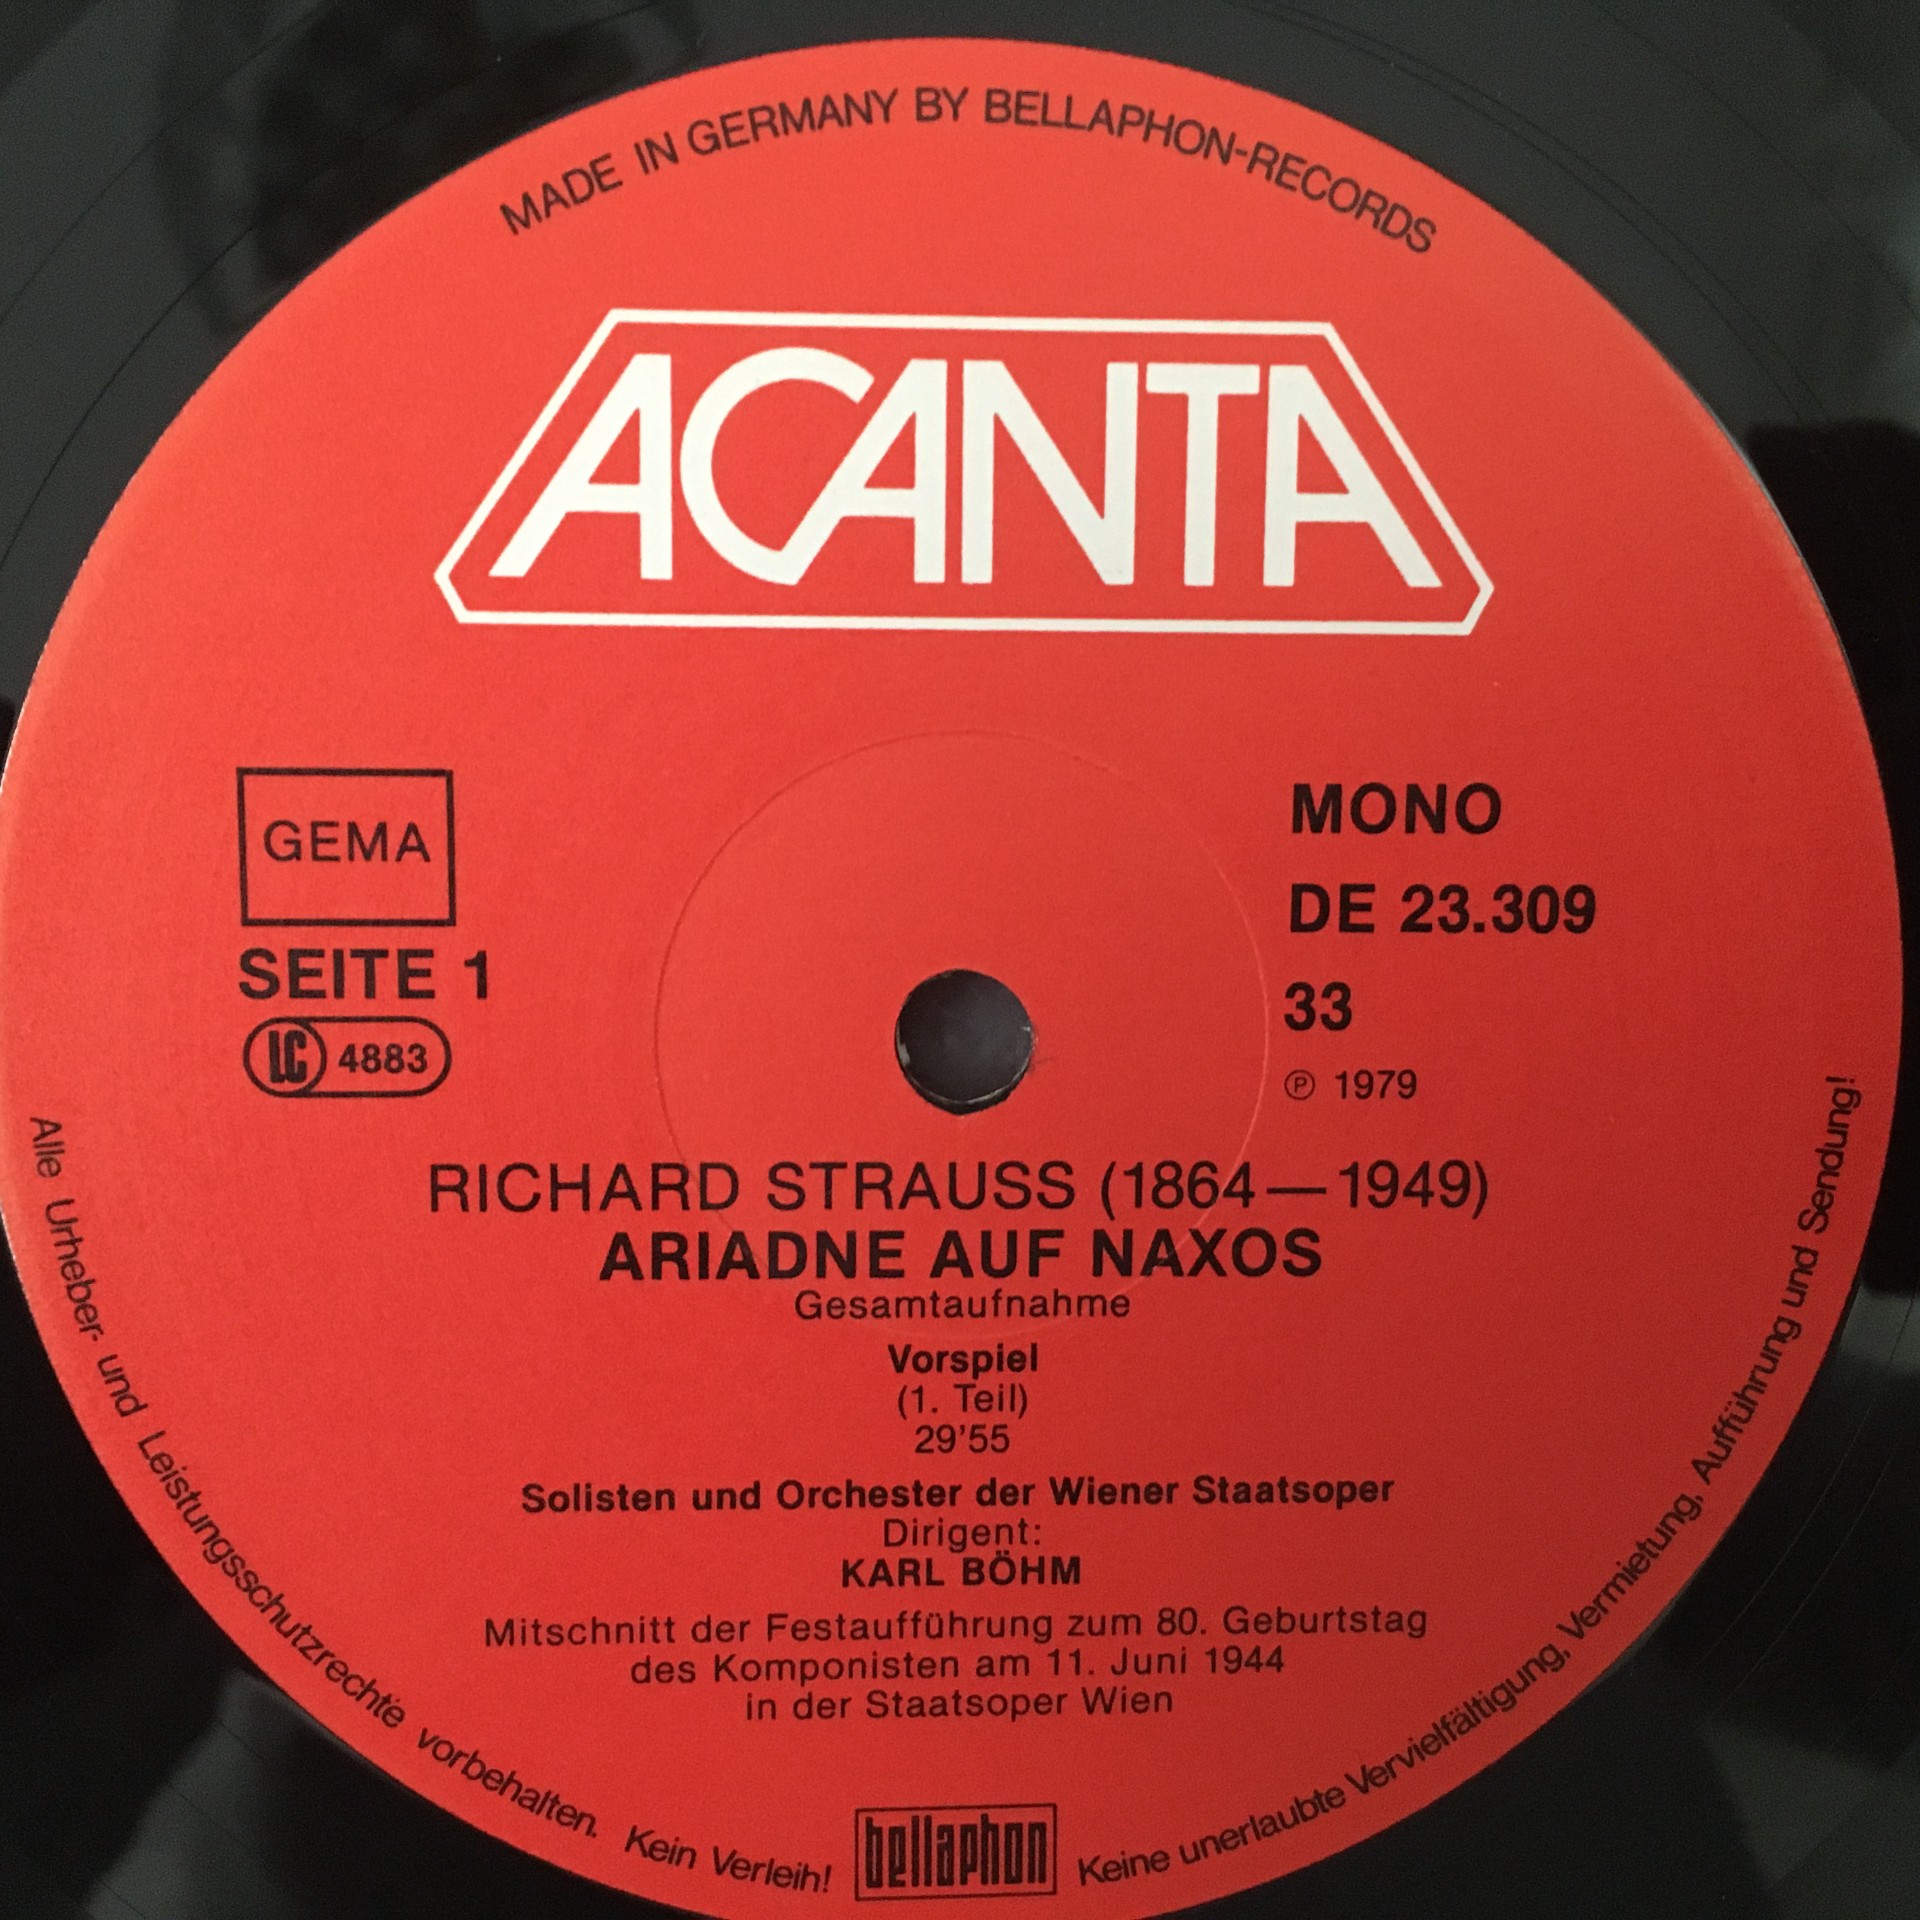 MADE IN GERMANY BY BELLAPHON-RECORDS
ACANTA
GEMA
SEITE 1
LC 4883
MONO
DE 23.309
33
℗ 1979
RICHARD STRAUSS (1864—1949)
ARIADNE AUF NAXOS
Gesamtaufnahme
Vorspiel
(1. Teil)
29'55
Solisten und Orchester der Wiener Staatsoper
Dirigent:
KARL BÖHM
Mitschnitt der Festaufführung zum 80. Geburtstag
des Komponisten am 11. Juni 1944
in der Staatsoper Wien
Alle Urheber- und Leistungsschutzrechte vorbehalten. Kein Verleih!
bellaphon
Keine unerlaubte Vervielfältigung, Vermietung, Aufführung und Sendung!